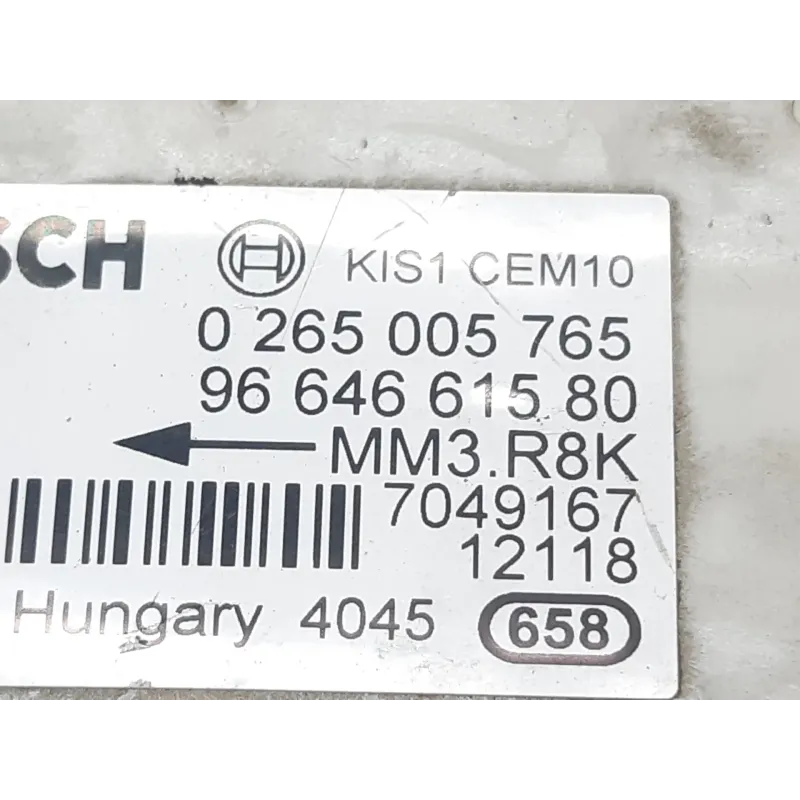 SCH KIS1 CEM10
0 265 005 765
96 646 615 80
MM3.R8K
7049167
12118
Hungary 4045 658